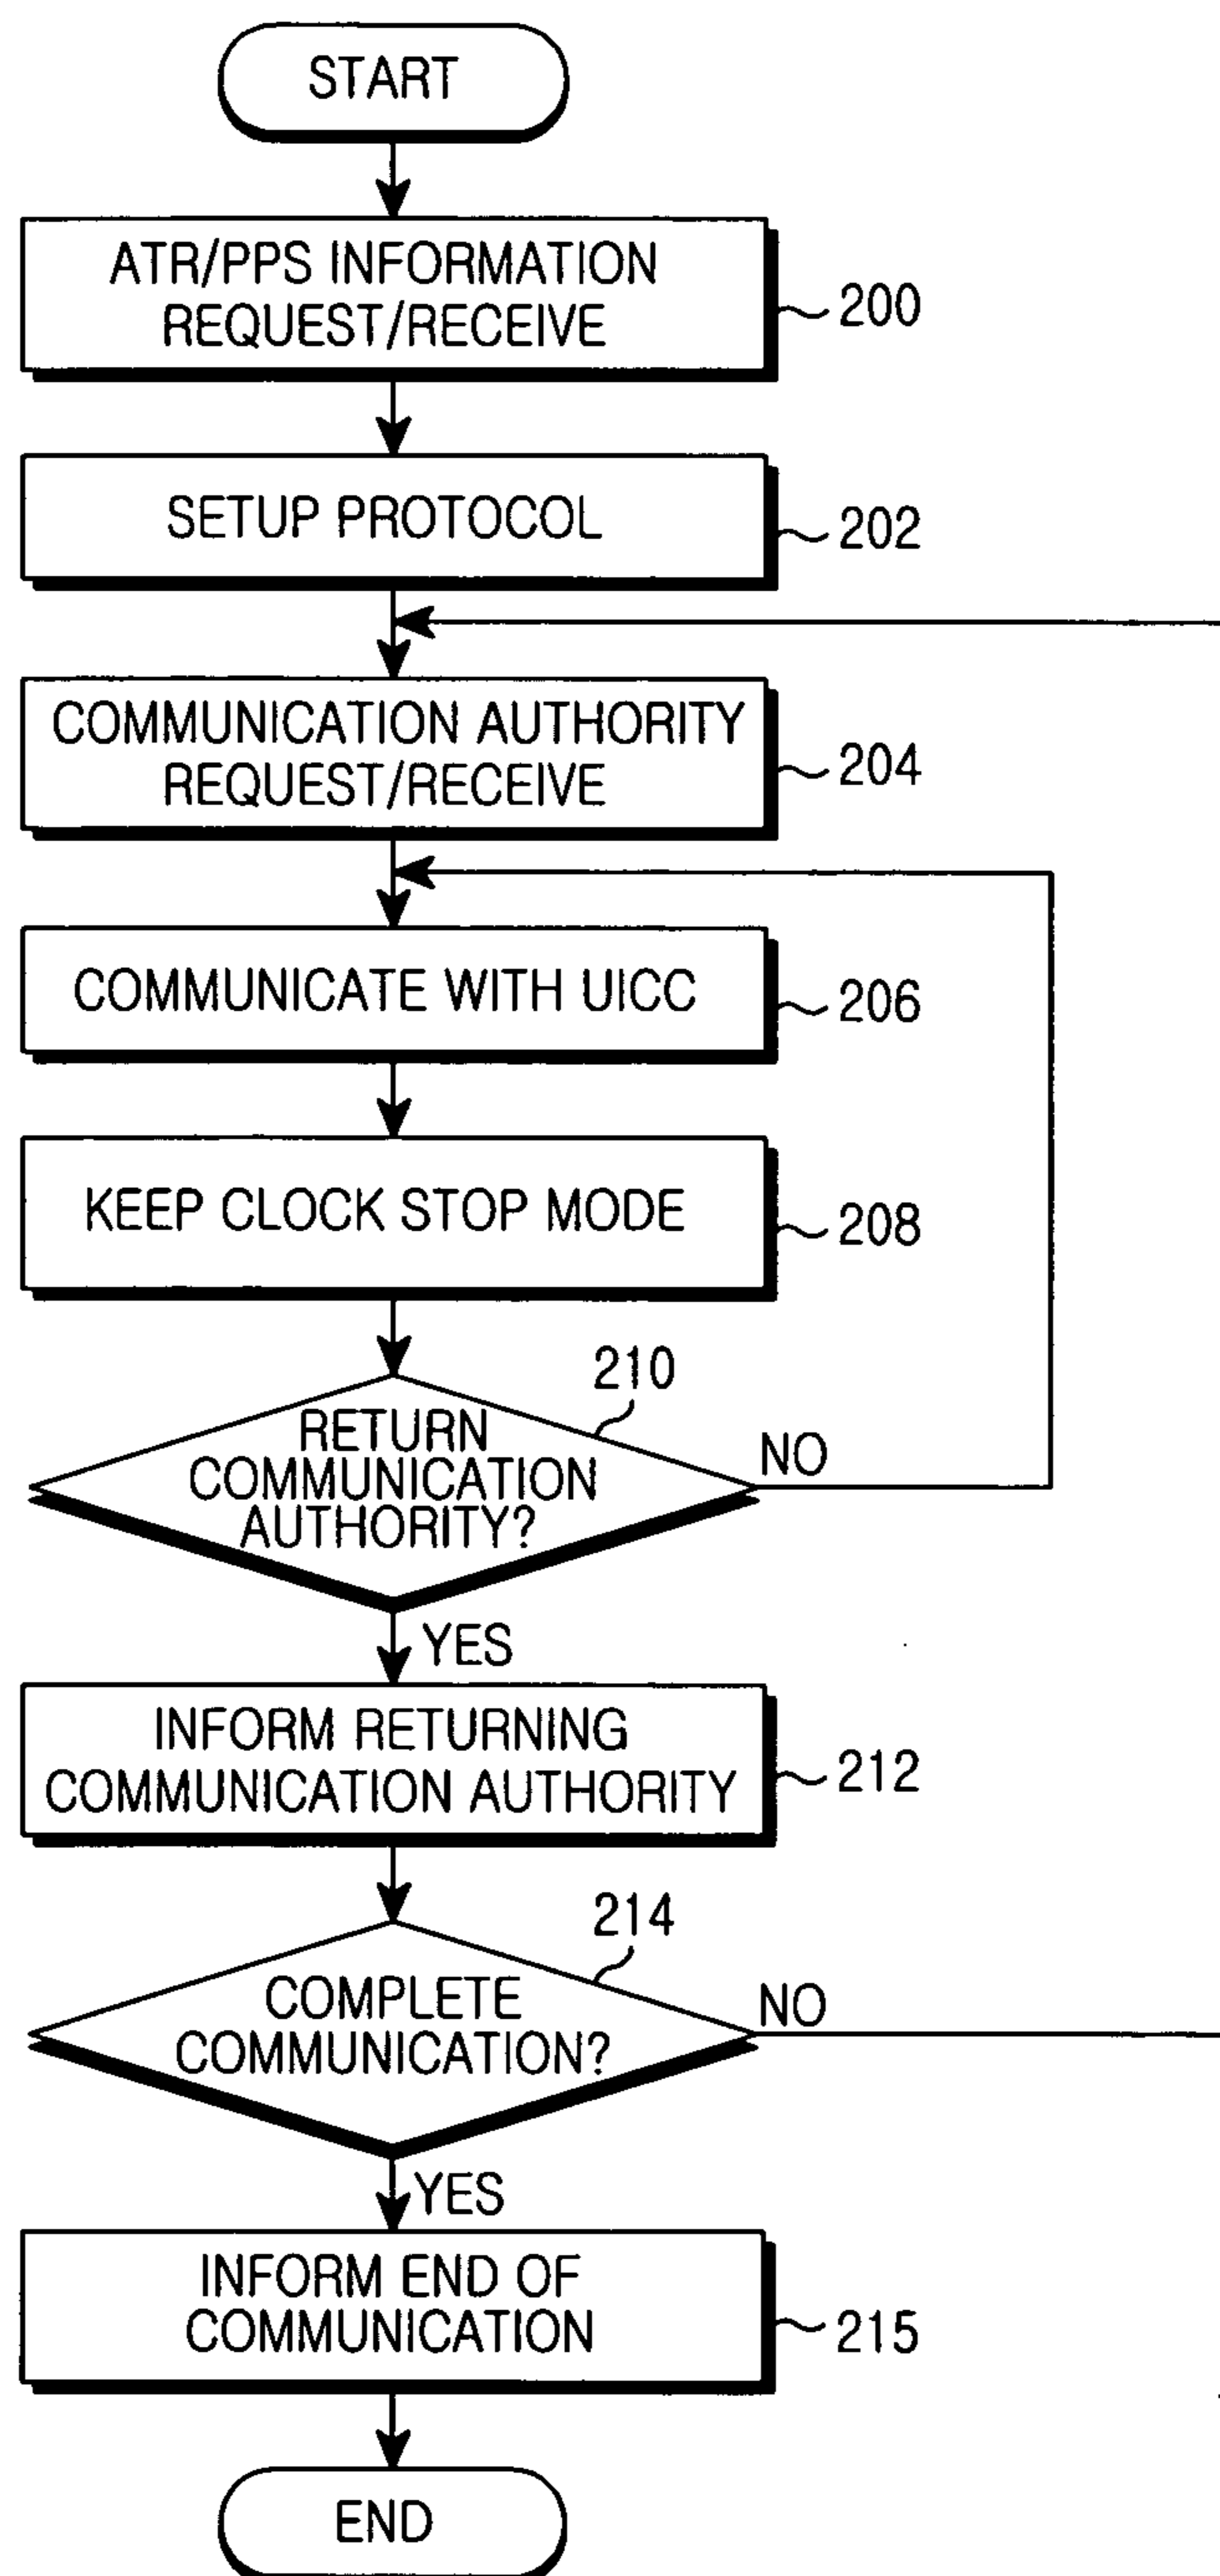 START
ATR/PPS INFORMATION
REQUEST/RECEIVE
200
SETUP PROTOCOL
202
COMMUNICATION AUTHORITY
REQUEST/RECEIVE
204
COMMUNICATE WITH UICC
206
KEEP CLOCK STOP MODE
208
210
RETURN
COMMUNICATION
AUTHORITY?
NO
YES
INFORM RETURNING
COMMUNICATION AUTHORITY
212
214
COMPLETE
COMMUNICATION?
NO
YES
INFORM END OF
COMMUNICATION
215
END